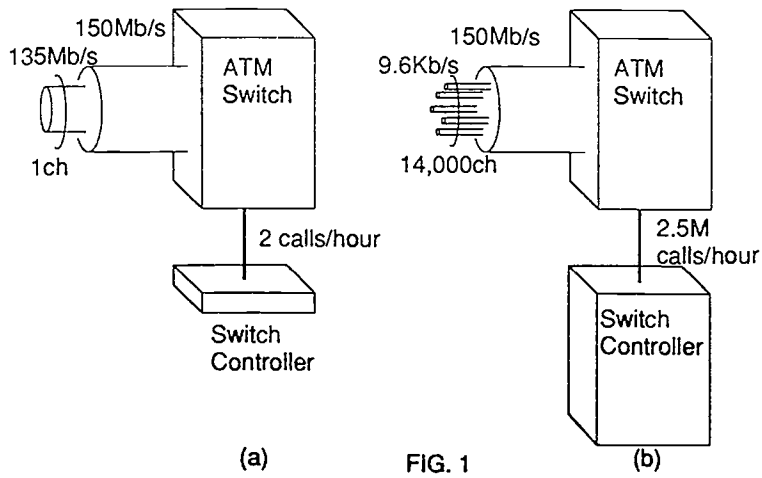 150Mb/s
135Mb/s
1ch
ATM
Switch
2 calls/hour
Switch
Controller
(a)
150Mb/s
9.6Kb/s
14,000ch
ATM
Switch
2.5M
calls/hour
Switch
Controller
(b)
FIG. 1